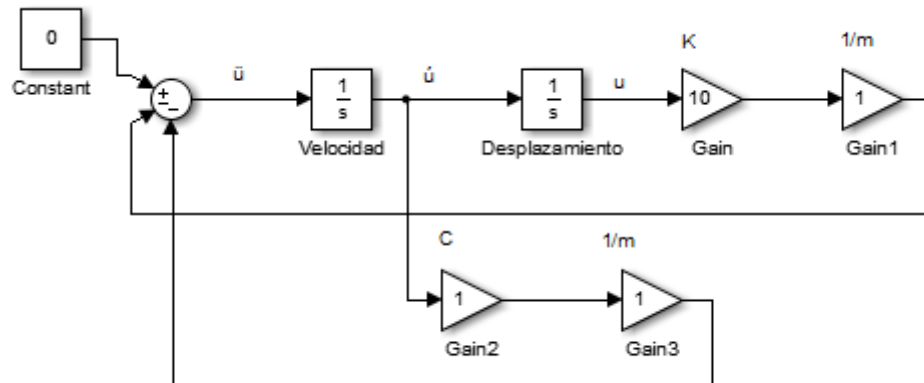 0
Constant
+
−
−
ü
1
s
Velocidad
ú
1
s
Desplazamiento
u
K
10
Gain
1/m
1
Gain1
C
1
Gain2
1/m
1
Gain3